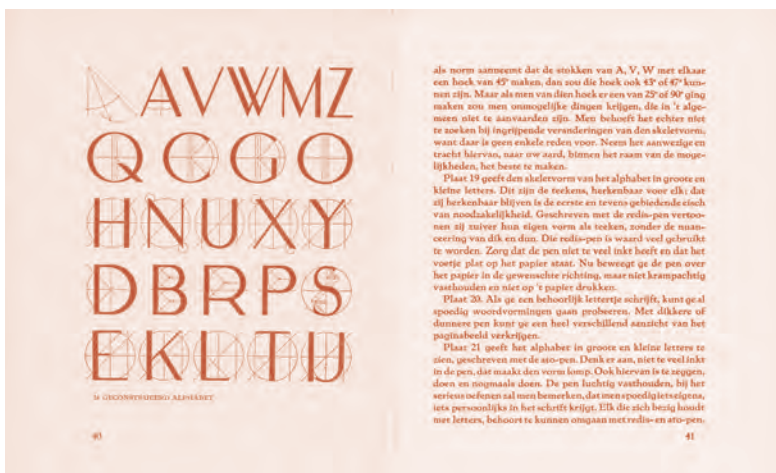 AVWMZ
QCGO
HNUXY
DBRPS
EKLTIJ
GECONSTRUEERD ALPHABET
40
als norm aanneemt dat de stokken van A, V, W met elkaar
een hoek van 45° maken, dan zou die hoek ook 43° of 47° kun-
nen zijn. Maar als men van dien hoek er een van 25° of 90° ging
maken zou men onmogelijke dingen krijgen, die in 't alge-
meen niet te aanvaarden zijn. Men behoeft het echter niet
te zoeken bij ingrijpende veranderingen van den skeletvorm,
want daar is geen enkele reden voor. Neem het aanwezige en
tracht hiervan, naar uw aard, binnen het raam van de moge-
lijkheden, het beste te maken.
Plaat 19 geeft den skeletvorm van het alphabet in groote en
kleine letters. Dit zijn de teekens, herkenbaar voor elk; dat
zij herkenbaar blijven is de eerste en tevens gebiedende eisch
van noodzakelijkheid. Geschreven met de redis-pen vertoo-
nen zij zuiver hun eigen vorm als teeken, zonder de nuan-
ceering van dik en dun. Die redis-pen is waard veel gebruikt
te worden. Zorg dat de pen niet te veel inkt heeft en dat het
voetje plat op het papier staat. Nu beweegt ge de pen over
het papier in de gewenschte richting, maar niet krampachtig
vasthouden en niet op 't papier drukken.
Plaat 20. Als ge een behoorlijk lettertje schrijft, kunt ge al
spoedig woordvormingen gaan probeeren. Met dikkere of
dunnere pen kunt ge een heel verschillend aanzicht van het
paginabeeld verkrijgen.
Plaat 21 geeft het alphabet in groote en kleine letters te
zien, geschreven met de ato-pen. Denk er aan, niet te veel inkt
in de pen, dat maakt den vorm lomp. Ook hiervan is te zeggen,
doen en nogmaals doen. De pen luchtig vasthouden, bij het
serieus oefenen zal men bemerken, dat men spoedig iets eigens,
iets persoonlijks in het schrift krijgt. Elk die zich bezig houdt
met letters, behoort te kunnen omgaan met redis- en ato-pen.
41